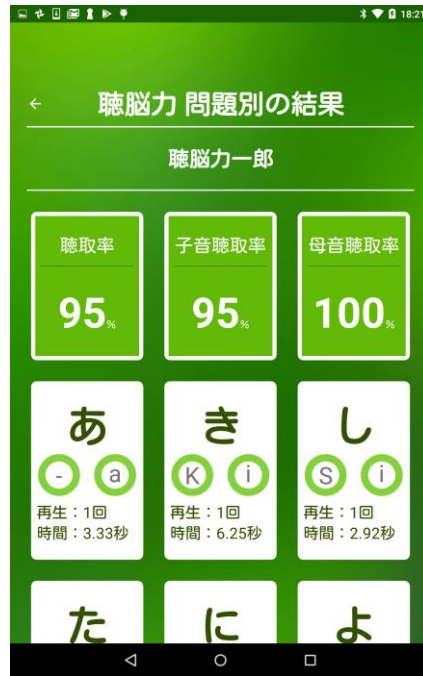 18:21
← 聴脳力 問題別の結果
聴脳力一郎
聴取率 子音聴取率 母音聴取率
95% 95% 100%
あ き し
- a K i S i
再生：1回 再生：1回 再生：1回
時間：3.33秒 時間：6.25秒 時間：2.92秒
た に よ